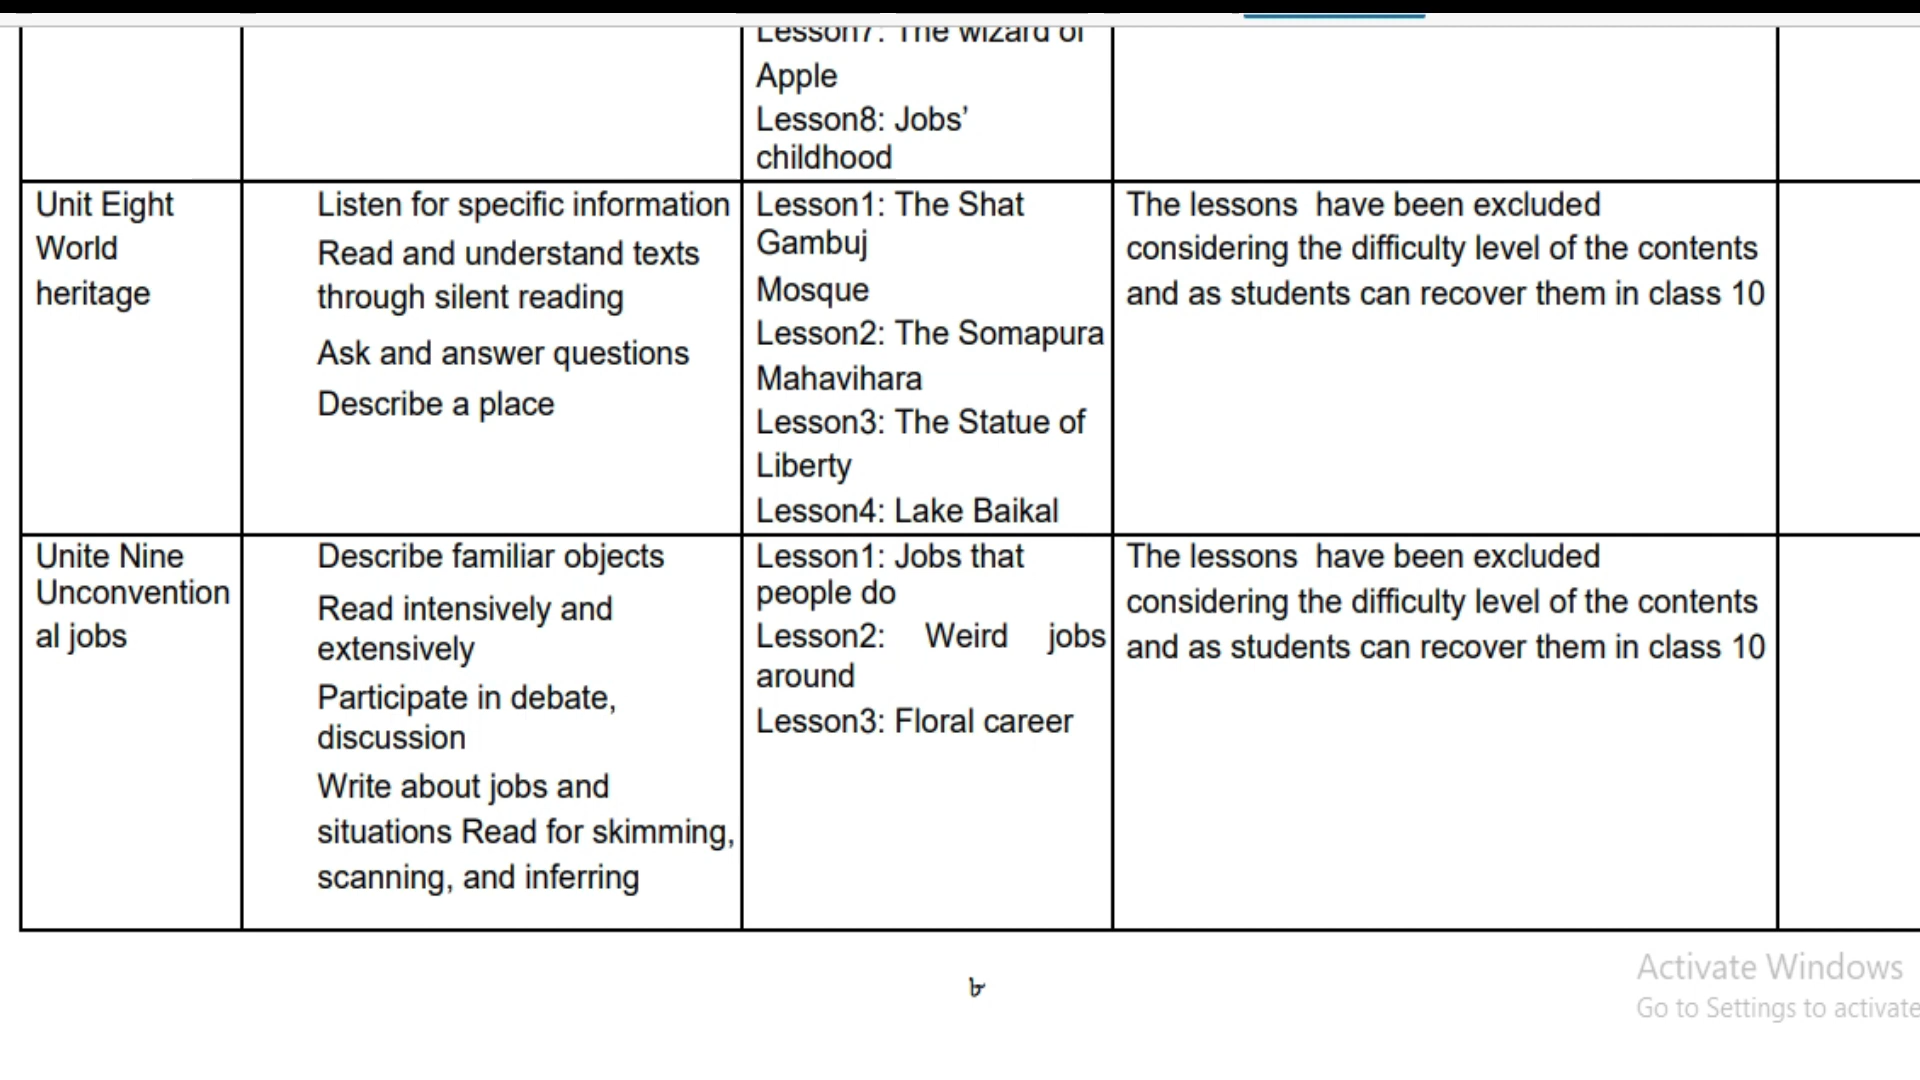 Lesson7: The wizard of
Apple
Lesson8: Jobs’
childhood
Unit Eight
World
heritage
Listen for specific information
Read and understand texts
through silent reading
Ask and answer questions
Describe a place
Lesson1: The Shat
Gambuj
Mosque
Lesson2: The Somapura
Mahavihara
Lesson3: The Statue of
Liberty
Lesson4: Lake Baikal
The lessons  have been excluded
considering the difficulty level of the contents
and as students can recover them in class 10
Unite Nine
Unconvention
al jobs
Describe familiar objects
Read intensively and
extensively
Participate in debate,
discussion
Write about jobs and
situations Read for skimming,
scanning, and inferring
Lesson1: Jobs that
people do
Lesson2: Weird jobs
around
Lesson3: Floral career
The lessons  have been excluded
considering the difficulty level of the contents
and as students can recover them in class 10
৮
Activate Windows
Go to Settings to activate